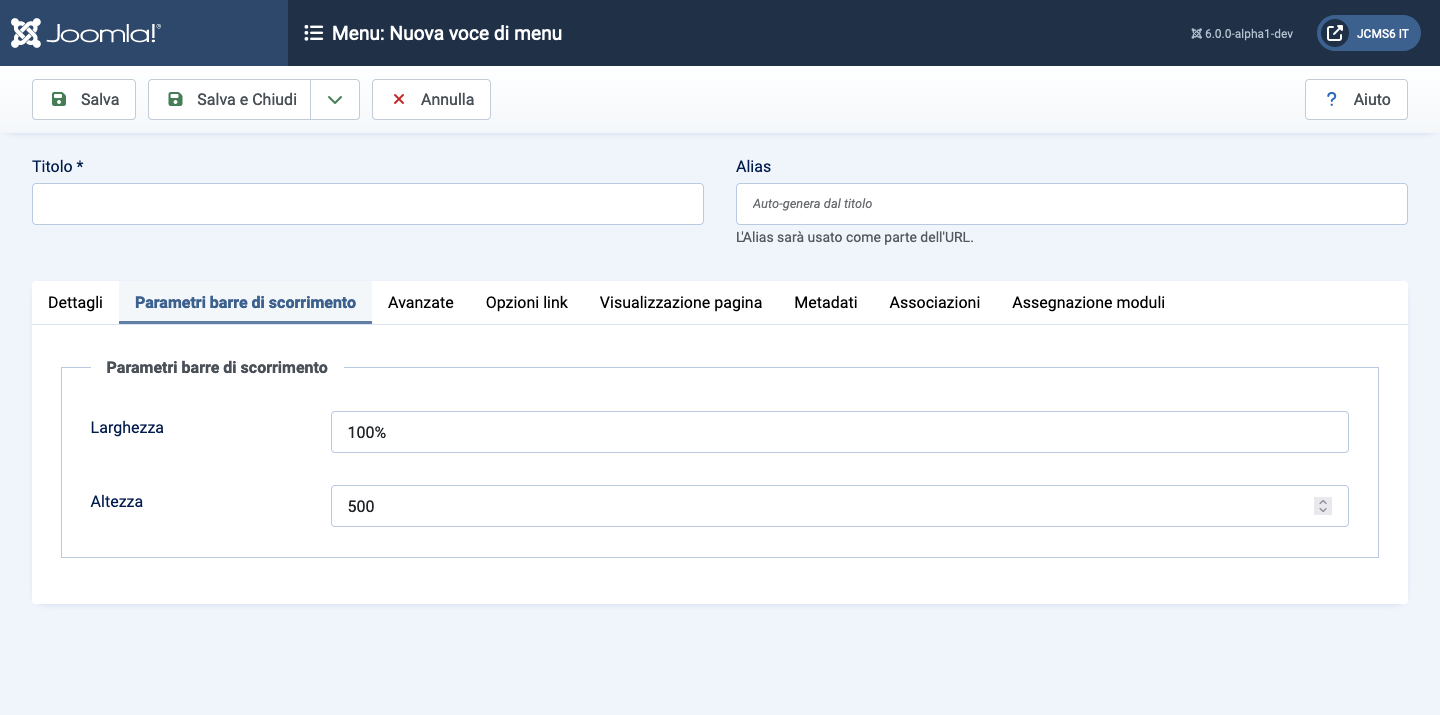 Joomla!®
Menu: Nuova voce di menu
6.0.0-alpha1-dev
JCMS6 IT
Salva
Salva e Chiudi
Annulla
? Aiuto
Titolo *
Alias
Auto-genera dal titolo
L'Alias sarà usato come parte dell'URL.
Dettagli
Parametri barre di scorrimento
Avanzate
Opzioni link
Visualizzazione pagina
Metadati
Associazioni
Assegnazione moduli
Parametri barre di scorrimento
Larghezza
100%
Altezza
500